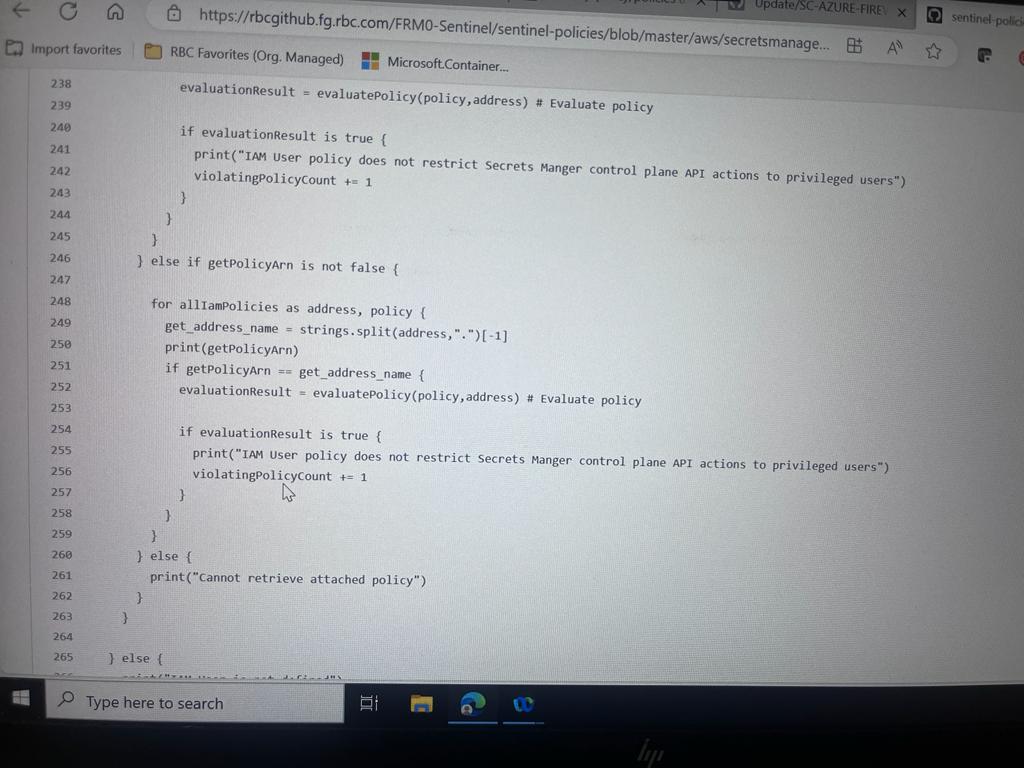 Update/SC-AZURE-FIREW
https://rbcgithub.fg.rbc.com/FRM0-Sentinel/sentinel-policies/blob/master/aws/secretsmanage...
Import favorites
RBC Favorites (Org. Managed)
Microsoft.Container...
238 evaluationResult = evaluatePolicy(policy,address) # Evaluate policy
239
240 if evaluationResult is true {
241 print("IAM User policy does not restrict Secrets Manger control plane API actions to privileged users")
242 violatingPolicyCount += 1
243 }
244 }
245 }
246 } else if getPolicyArn is not false {
247
248 for allIamPolicies as address, policy {
249 get_address_name = strings.split(address,".")[-1]
250 print(getPolicyArn)
251 if getPolicyArn == get_address_name {
252 evaluationResult = evaluatePolicy(policy,address) # Evaluate policy
253
254 if evaluationResult is true {
255 print("IAM User policy does not restrict Secrets Manger control plane API actions to privileged users")
256 violatingPolicyCount += 1
257 }
258 }
259 }
260 } else {
261 print("Cannot retrieve attached policy")
262 }
263 }
264
265 } else {
Type here to search
hp